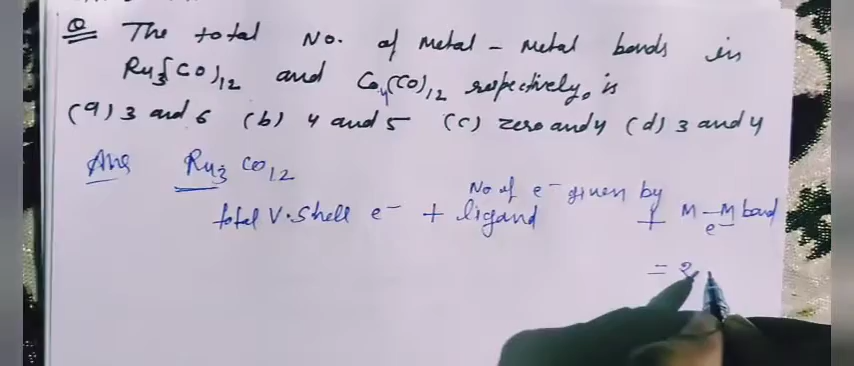 Q The total No. of Metal - Metal bonds in
Ru3(CO)12 and Co4(CO)12 respectively, is
(a) 3 and 6 (b) 4 and 5 (c) zero and 4 (d) 3 and 4
Ans Ru3 CO12
total V. Shell e- + No of e- given by ligand + M-M bond e-
= 2